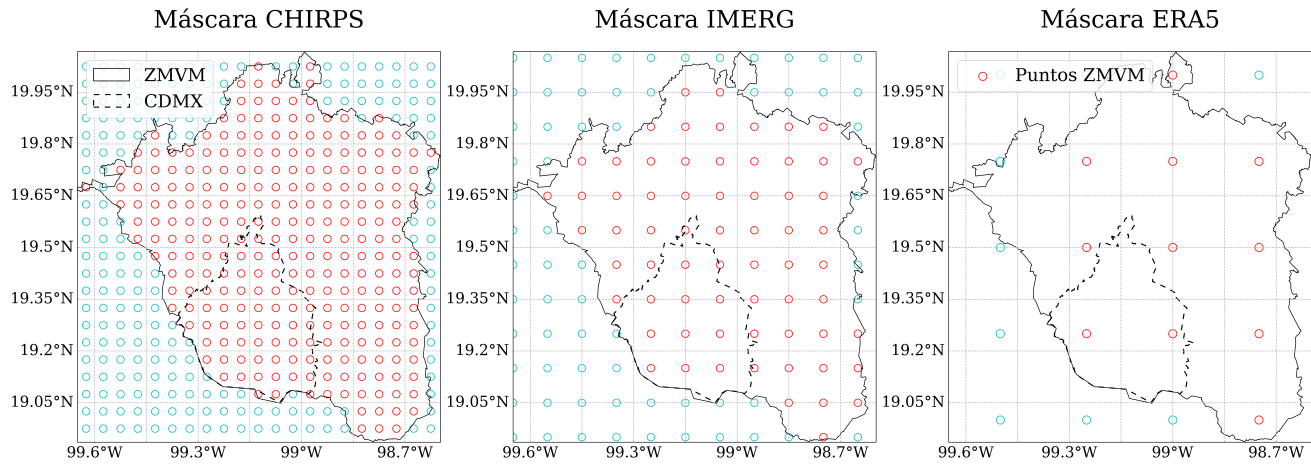 Máscara CHIRPS
Máscara IMERG
Máscara ERA5
ZMVM
CDMX
Puntos ZMVM
19.95°N
19.8°N
19.65°N
19.5°N
19.35°N
19.2°N
19.05°N
99.6°W
99.3°W
99°W
98.7°W
19.95°N
19.8°N
19.65°N
19.5°N
19.35°N
19.2°N
19.05°N
99.6°W
99.3°W
99°W
98.7°W
19.95°N
19.8°N
19.65°N
19.5°N
19.35°N
19.2°N
19.05°N
99.6°W
99.3°W
99°W
98.7°W